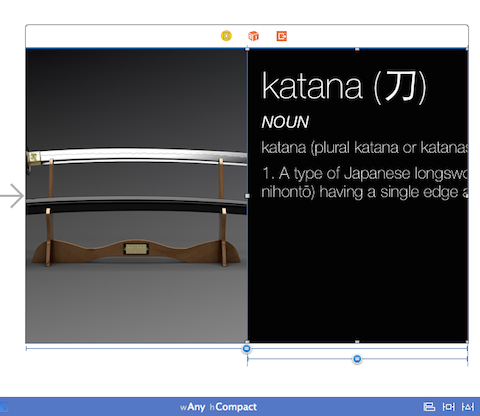 katana (刀)
NOUN
katana (plural katana or katanas
1. A type of Japanese longswo
nihontō) having a single edge a
wAny hCompact